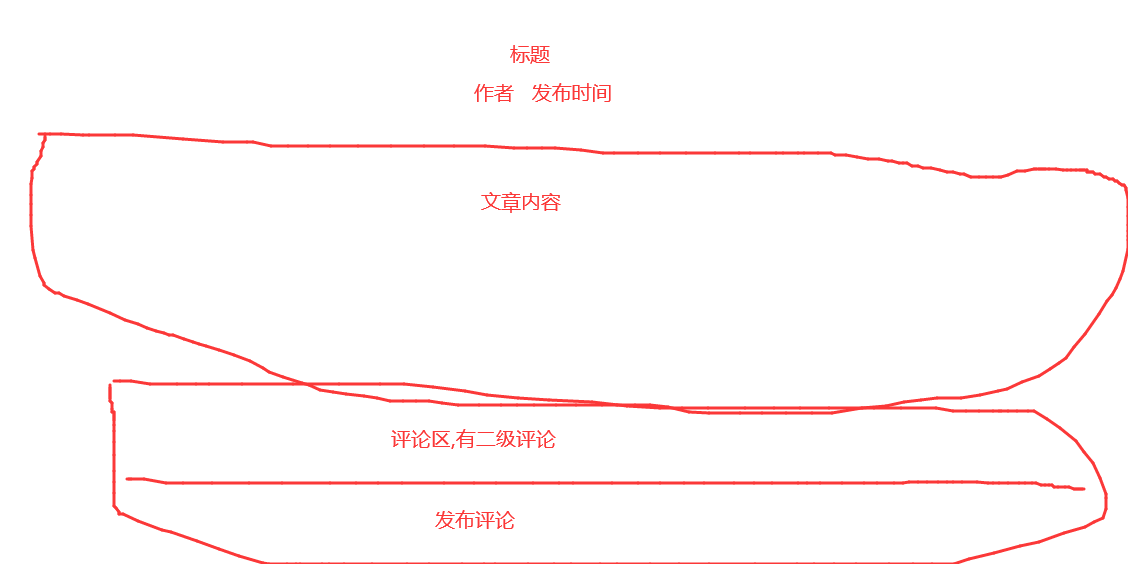 标题
作者 发布时间
文章内容
评论区,有二级评论
发布评论